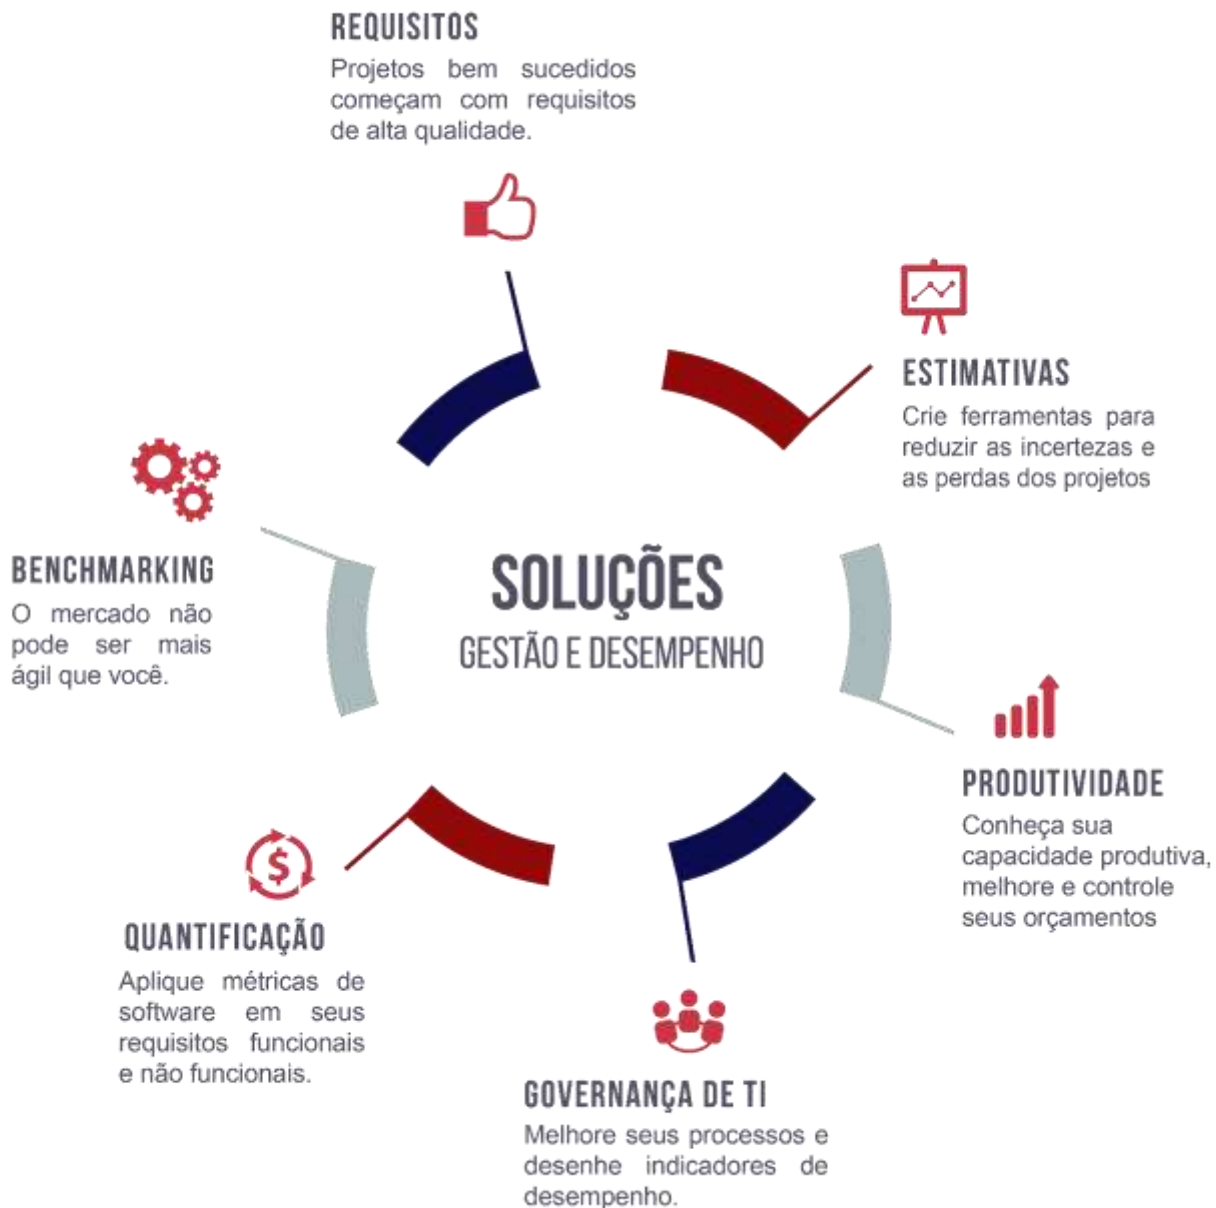 REQUISITOS
Projetos bem sucedidos
começam com requisitos
de alta qualidade.
ESTIMATIVAS
Crie ferramentas para
reduzir as incertezas e
as perdas dos projetos
SOLUÇÕES
GESTÃO E DESEMPENHO
BENCHMARKING
O mercado não
pode ser mais
ágil que você.
PRODUTIVIDADE
Conheça sua
capacidade produtiva,
melhore e controle
seus orçamentos
$
QUANTIFICAÇÃO
Aplique métricas de
software em seus
requisitos funcionais
e não funcionais.
GOVERNANÇA DE TI
Melhore seus processos e
desenhe indicadores de
desempenho.